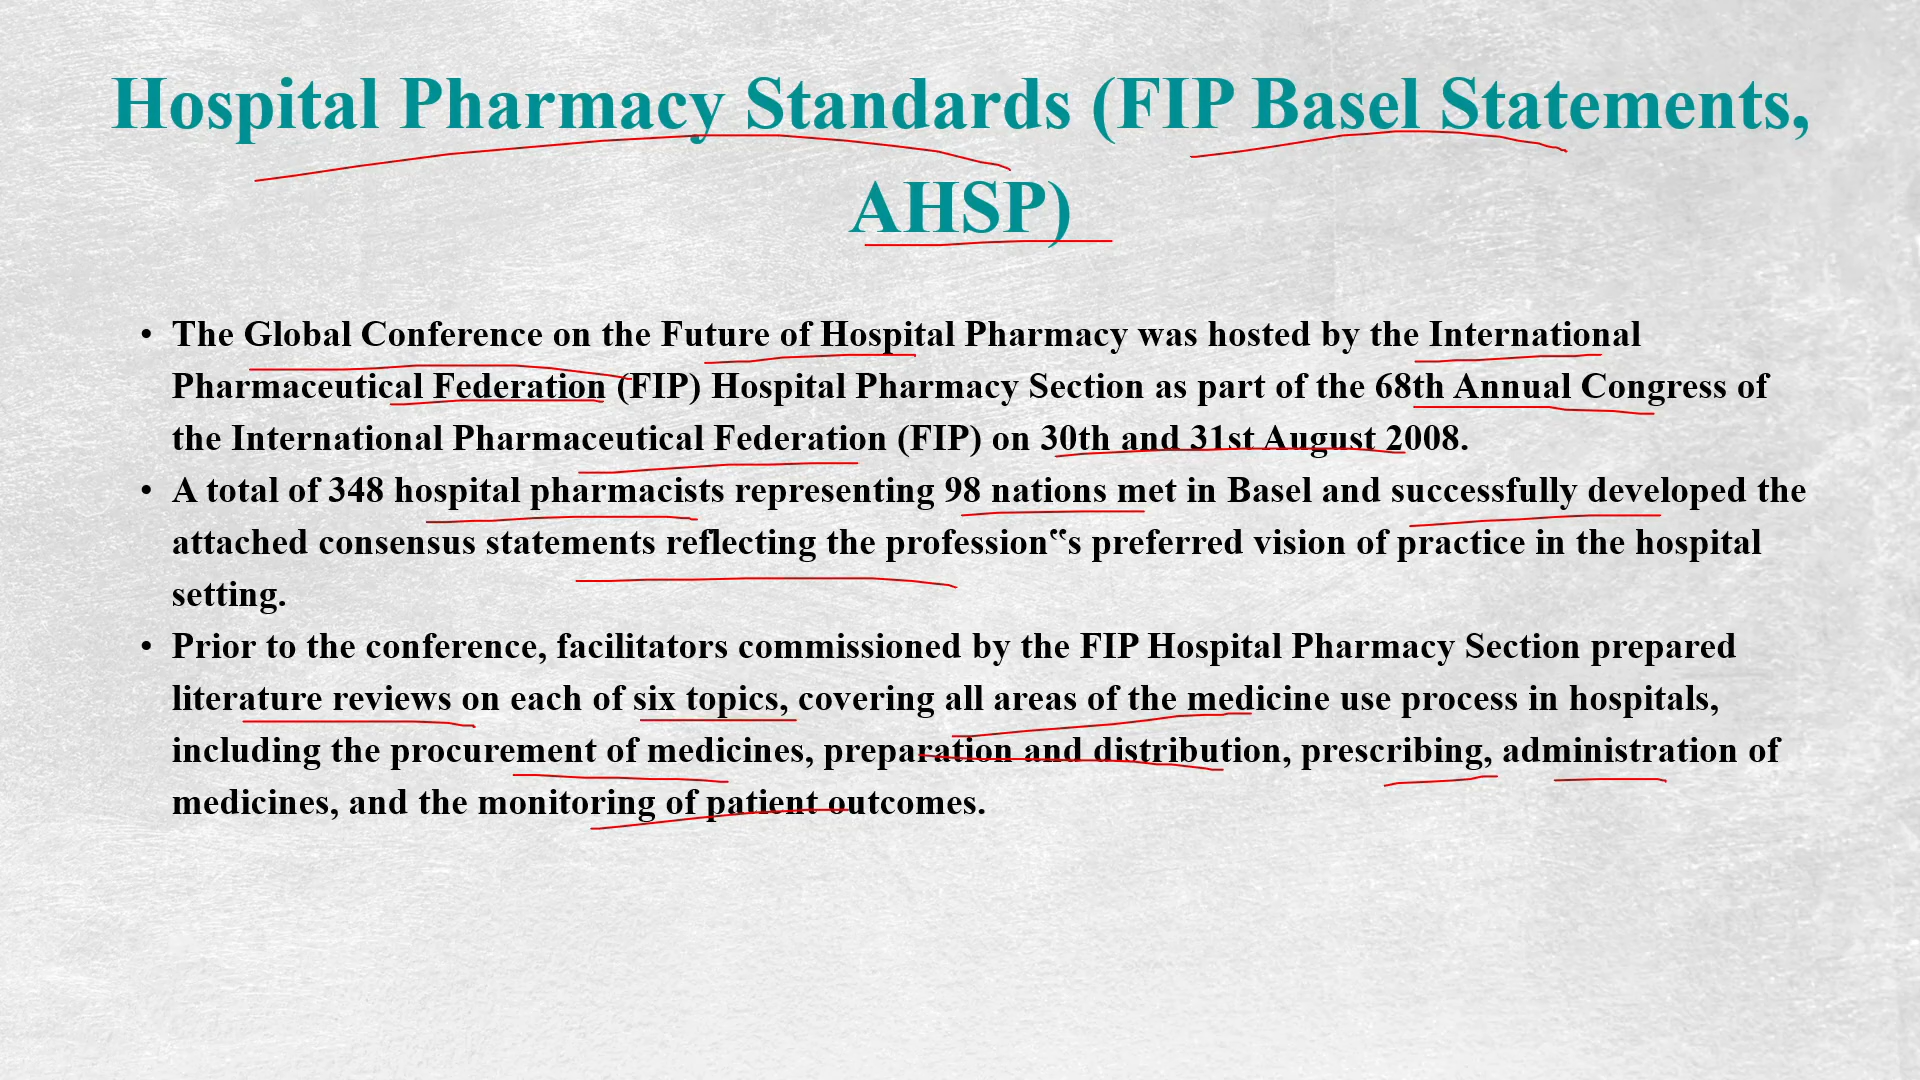 Hospital Pharmacy Standards (FIP Basel Statements,
AHSP)
• The Global Conference on the Future of Hospital Pharmacy was hosted by the International
Pharmaceutical Federation (FIP) Hospital Pharmacy Section as part of the 68th Annual Congress of
the International Pharmaceutical Federation (FIP) on 30th and 31st August 2008.
• A total of 348 hospital pharmacists representing 98 nations met in Basel and successfully developed the
attached consensus statements reflecting the profession‟s preferred vision of practice in the hospital
setting.
• Prior to the conference, facilitators commissioned by the FIP Hospital Pharmacy Section prepared
literature reviews on each of six topics, covering all areas of the medicine use process in hospitals,
including the procurement of medicines, preparation and distribution, prescribing, administration of
medicines, and the monitoring of patient outcomes.